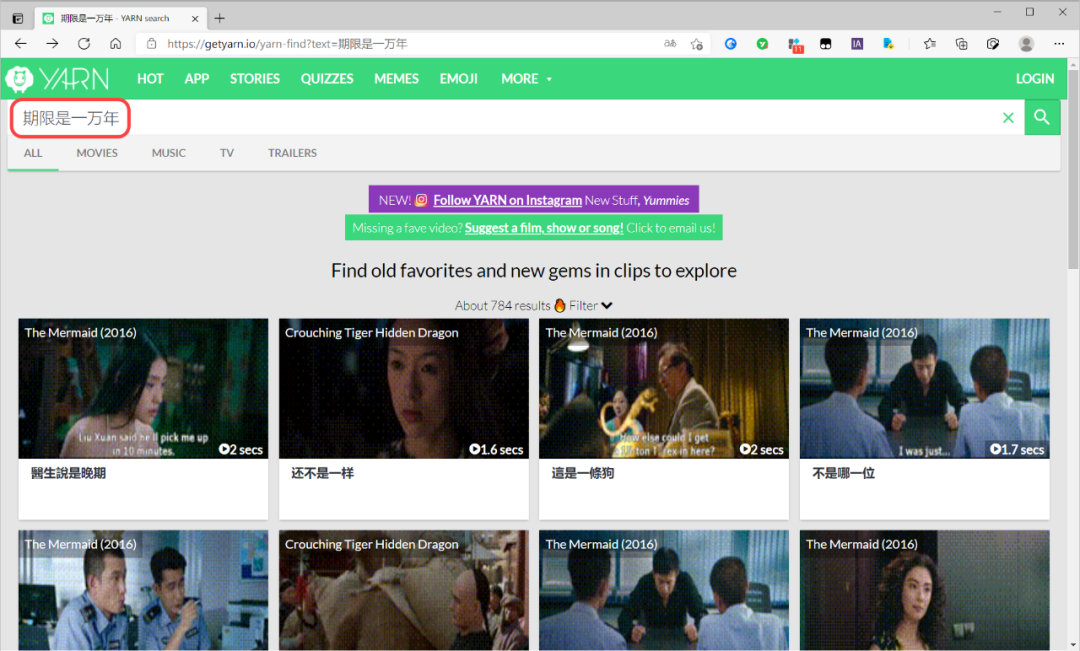 期限是一万年 - YARN search
https://getyarn.io/yarn-find?text=期限是一万年
aあ
11
IA
YARN
HOT
APP
STORIES
QUIZZES
MEMES
EMOJI
MORE
LOGIN
期限是一万年
ALL
MOVIES
MUSIC
TV
TRAILERS
NEW! Follow YARN on Instagram New Stuff, Yummies
Missing a fave video? Suggest a film, show or song! Click to email us!
Find old favorites and new gems in clips to explore
About 784 results Filter
The Mermaid (2016)
Liu Xuan said he'll pick me up
in 10 minutes.
2 secs
醫生說是晚期
Crouching Tiger Hidden Dragon
1.6 secs
还不是一样
The Mermaid (2016)
How else could I get
in here?
2 secs
這是一條狗
The Mermaid (2016)
I was just...
1.7 secs
不是哪一位
The Mermaid (2016)
Crouching Tiger Hidden Dragon
The Mermaid (2016)
The Mermaid (2016)